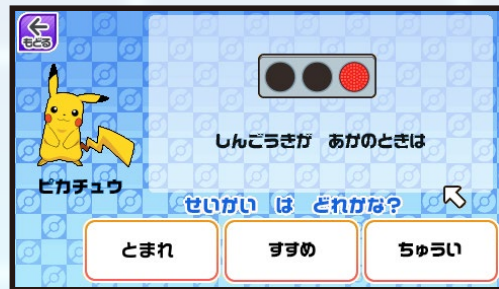 もどる
しんごうきが　あかのときは
ピカチュウ
せいかい　は　どれかな?
とまれ
すすめ
ちゅうい